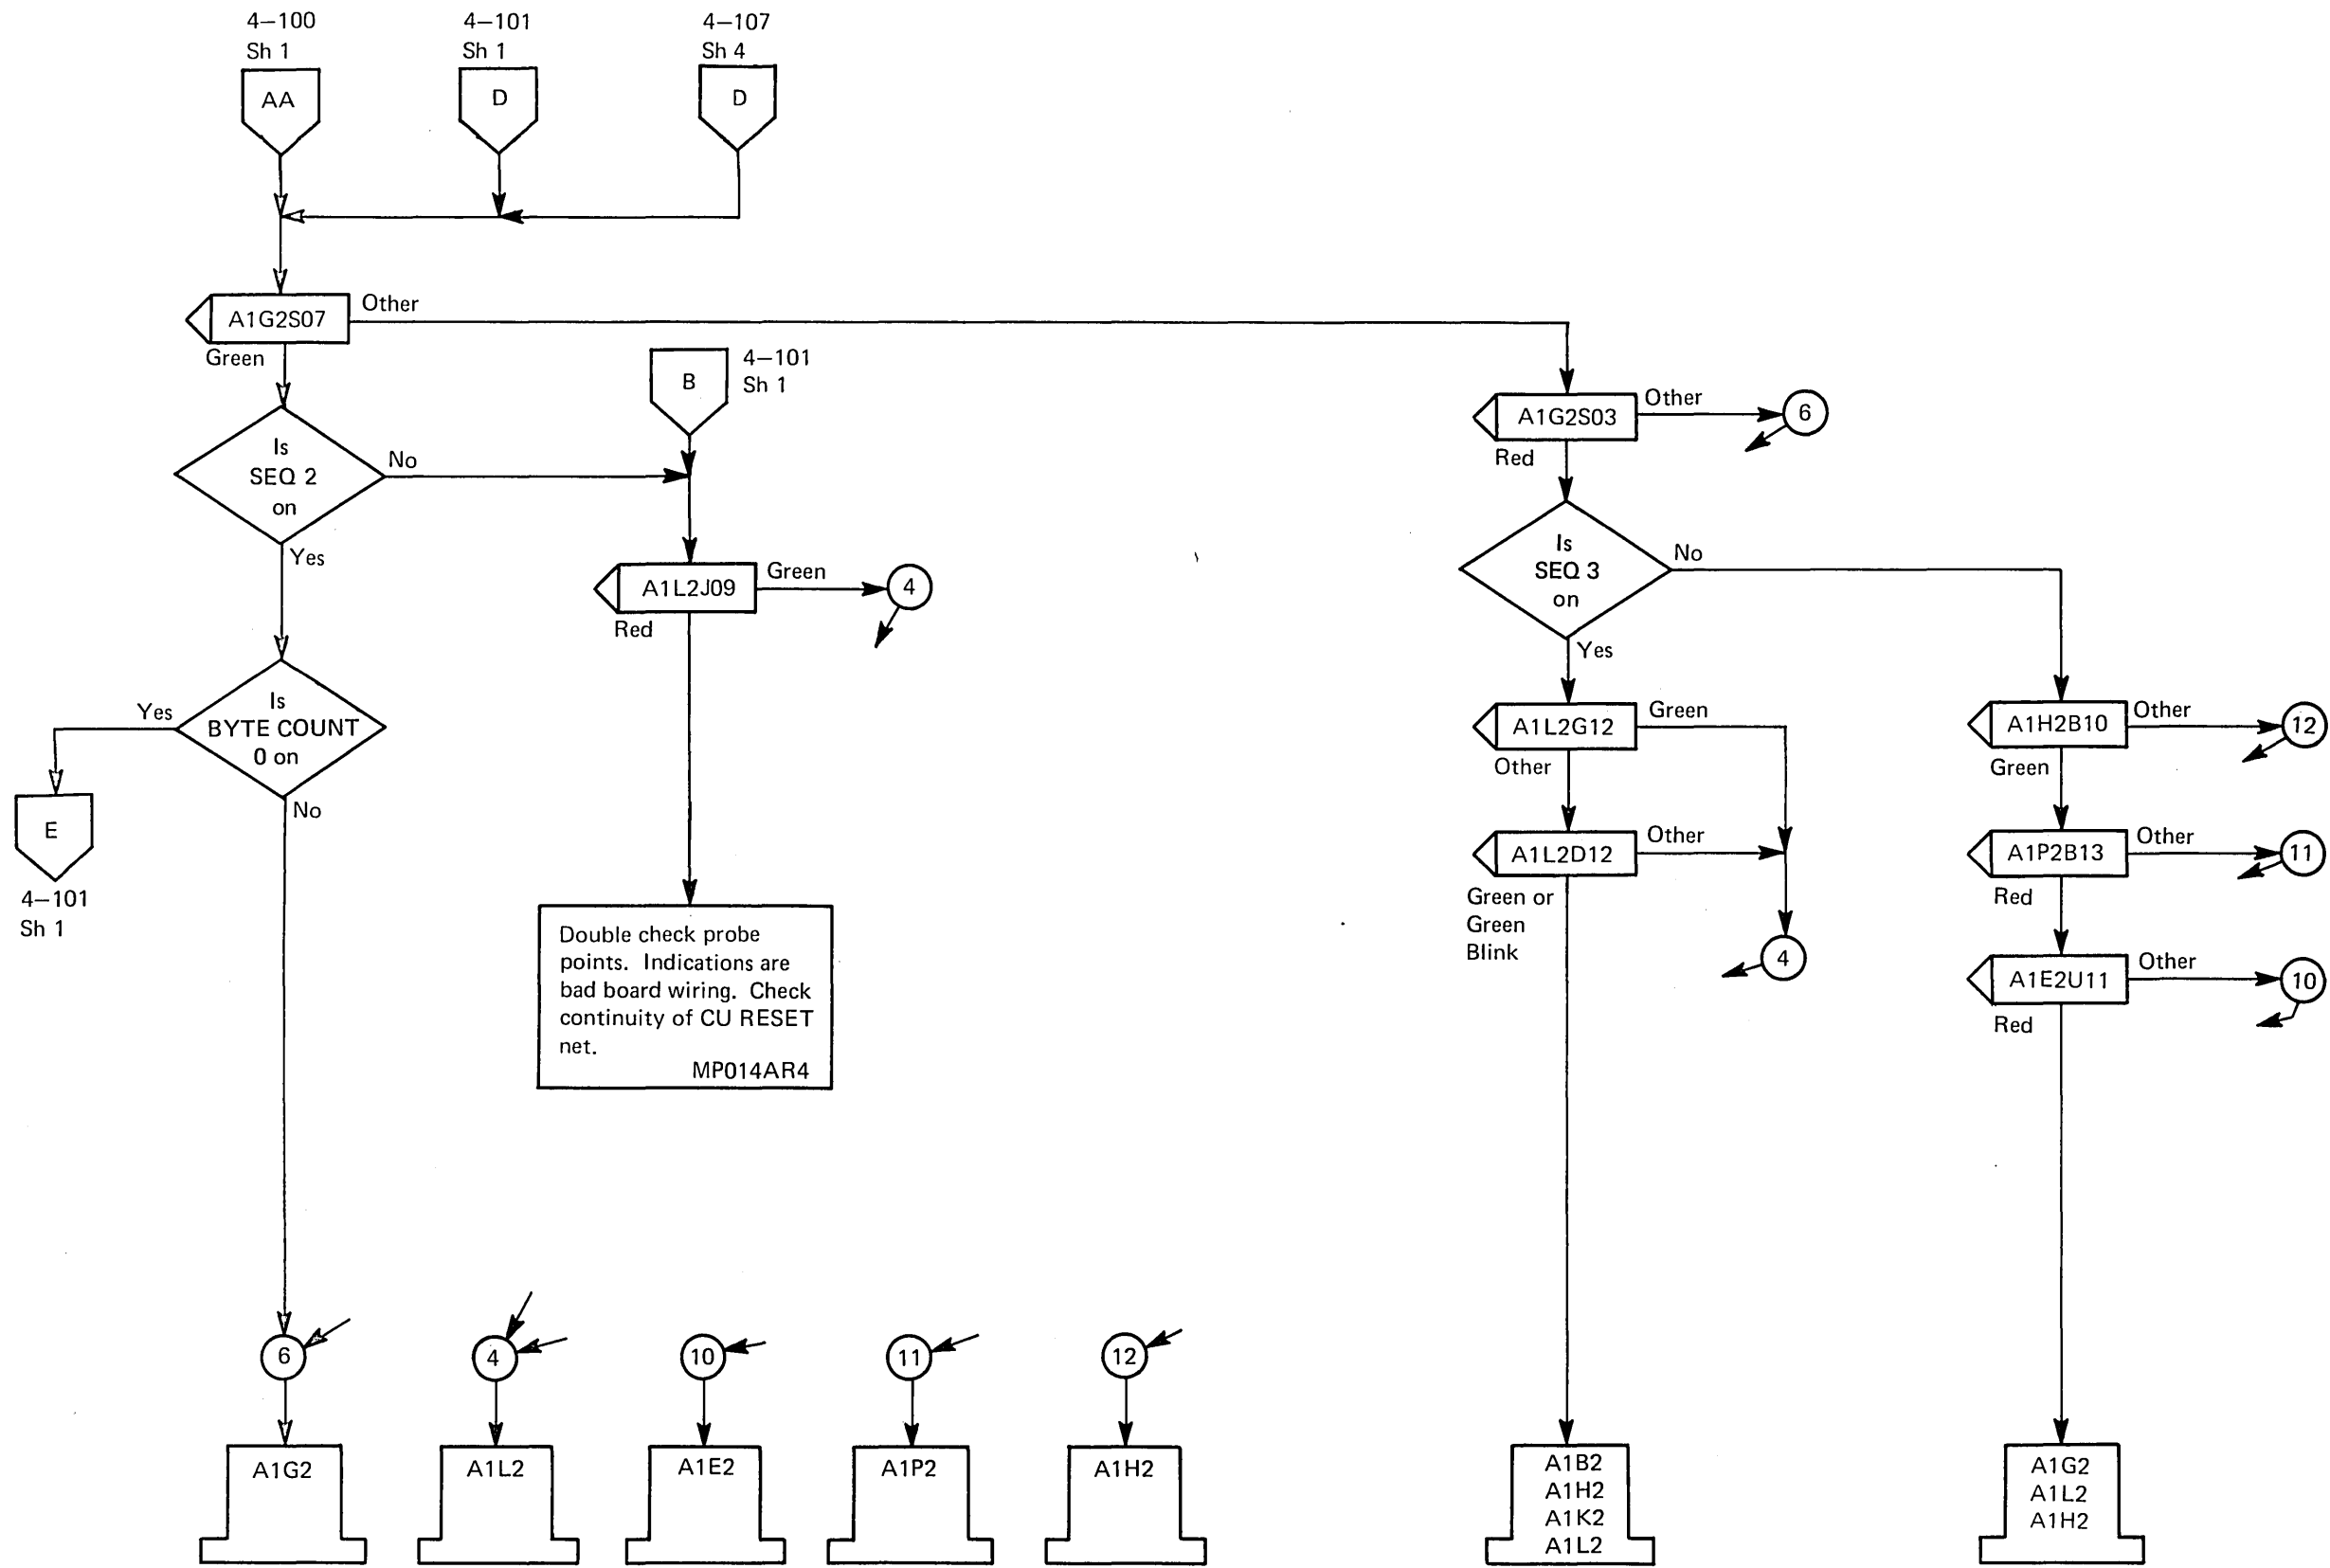 4–100
Sh 1
AA
4–101
Sh 1
D
4–107
Sh 4
D
A1G2S07
Other
Green
Is
SEQ 2
on
No
Yes
B
4–101
Sh 1
A1L2J09
Green
4
Red
Is
BYTE COUNT
0 on
Yes
No
E
4–101
Sh 1
Double check probe
points. Indications are
bad board wiring. Check
continuity of CU RESET
net.
MP014AR4
A1G2S03
Other
6
Red
Is
SEQ 3
on
No
Yes
A1L2G12
Green
Other
A1L2D12
Other
Green or
Green
Blink
4
A1H2B10
Other
12
Green
A1P2B13
Other
11
Red
A1E2U11
Other
10
Red
6
4
10
11
12
A1G2
A1L2
A1E2
A1P2
A1H2
A1B2
A1H2
A1K2
A1L2
A1G2
A1L2
A1H2